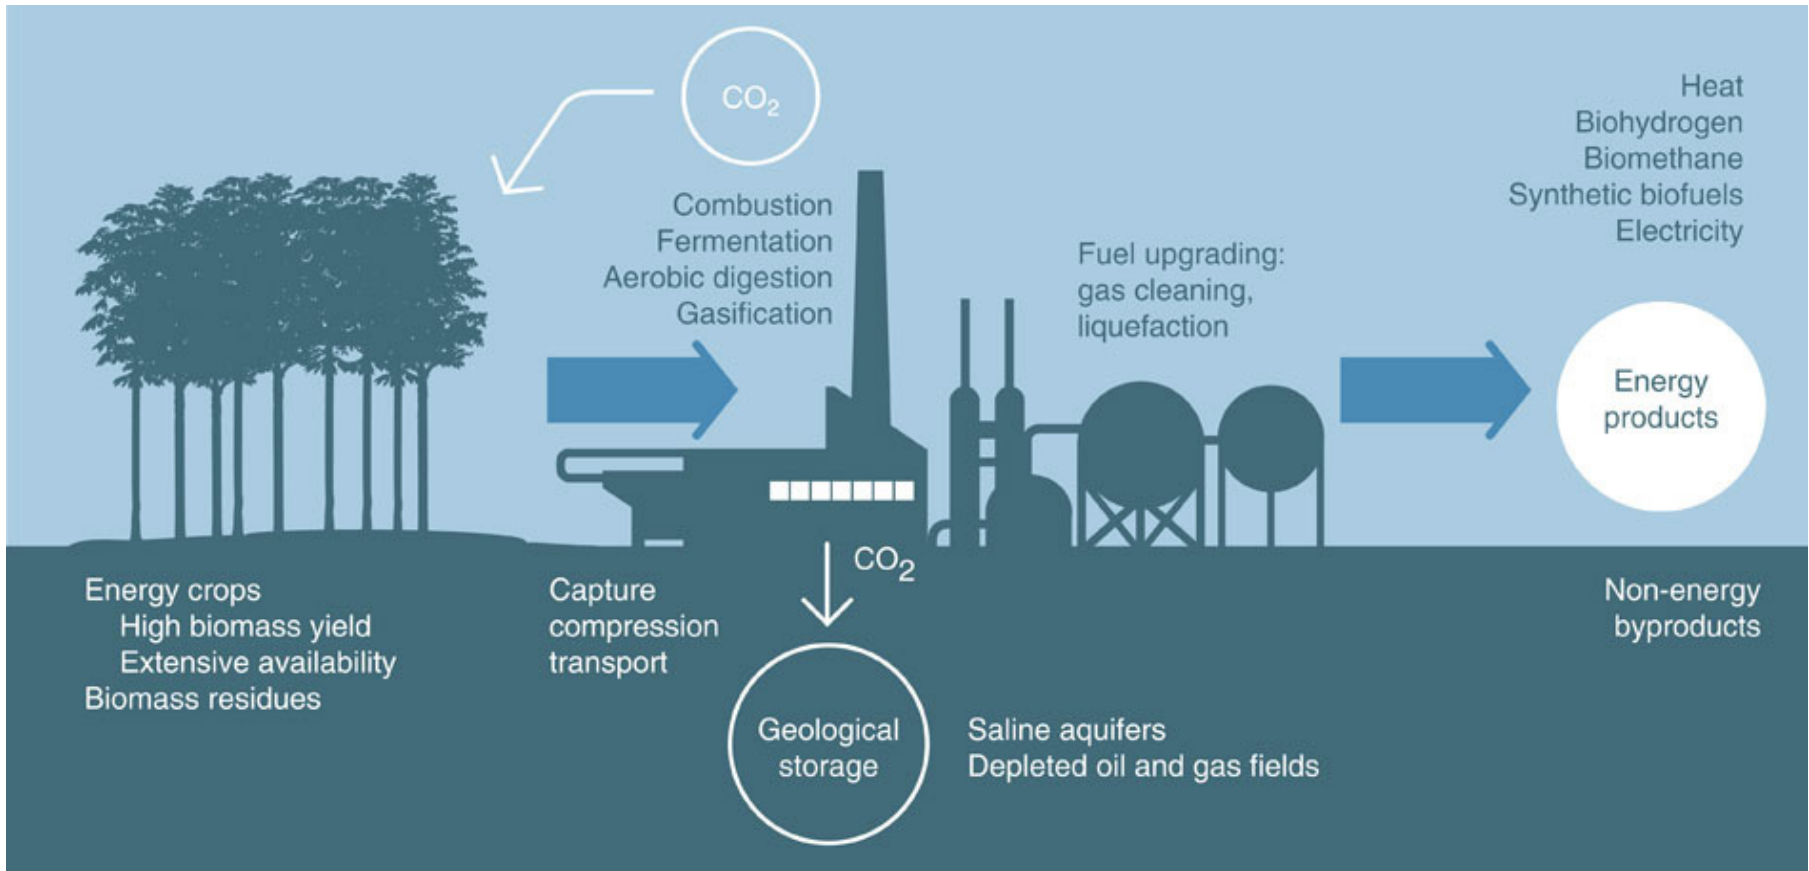 CO₂
Heat
Biohydrogen
Biomethane
Synthetic biofuels
Electricity
Combustion
Fermentation
Aerobic digestion
Gasification
Fuel upgrading:
gas cleaning,
liquefaction
Energy
products
Energy crops
High biomass yield
Extensive availability
Biomass residues
Capture
compression
transport
CO₂
Geological
storage
Saline aquifers
Depleted oil and gas fields
Non-energy
byproducts